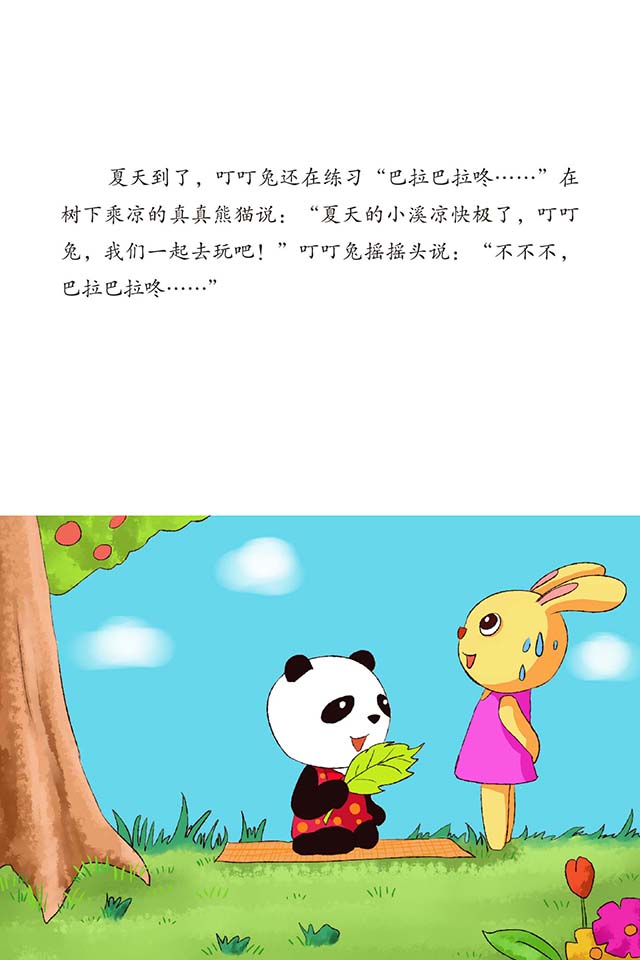 夏天到了，叮叮兔还在练习“巴拉巴拉咚……”在
树下乘凉的真真熊猫说：“夏天的小溪凉快极了，叮叮
兔，我们一起去玩吧！”叮叮兔摇摇头说：“不不不，
巴拉巴拉咚……”